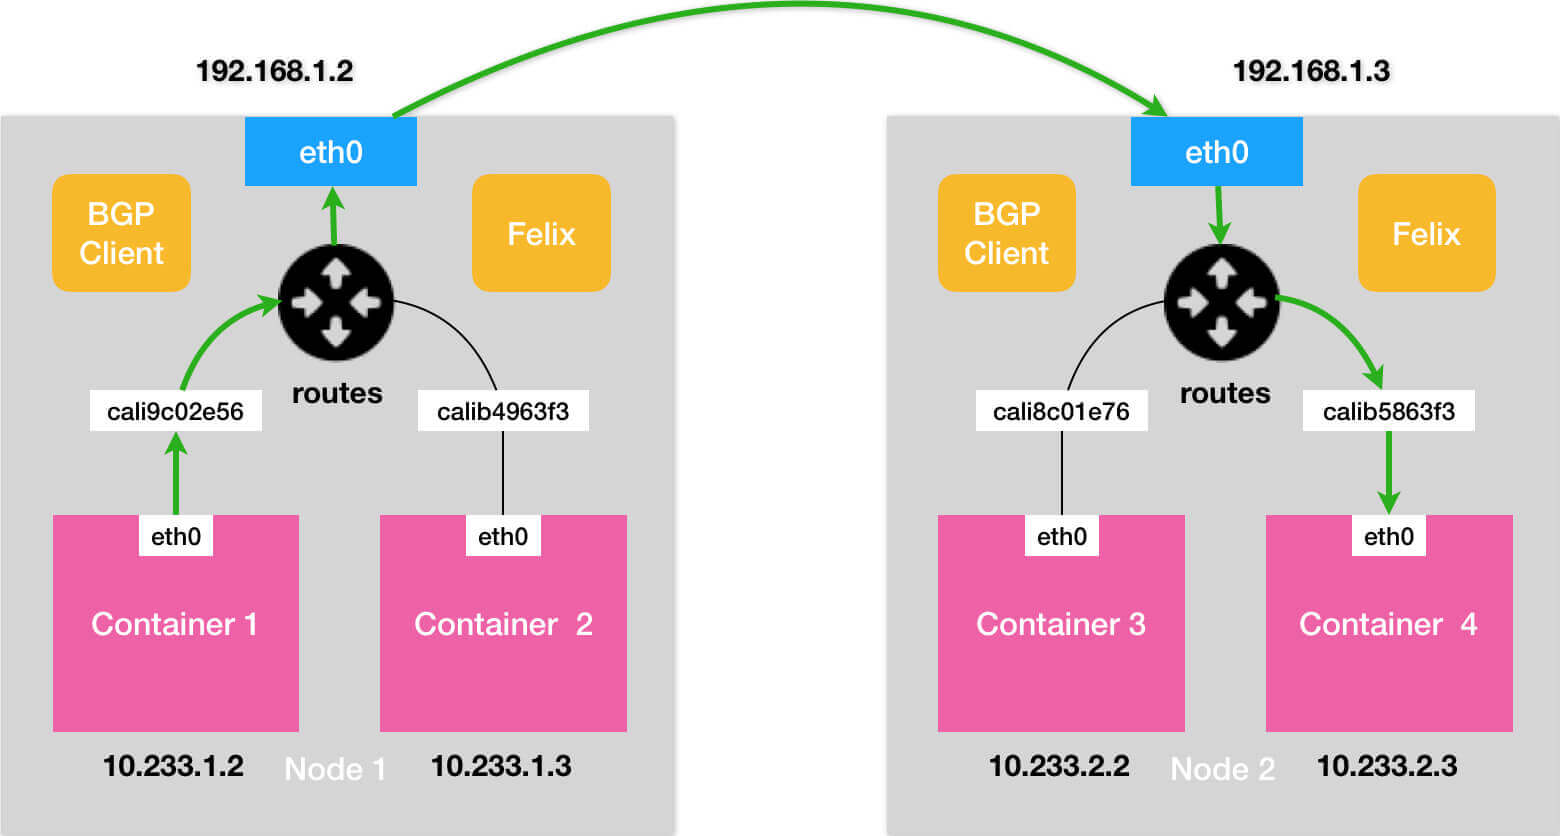 192.168.1.2
192.168.1.3
eth0
BGP
Client
Felix
routes
cali9c02e56
calib4963f3
eth0
eth0
Container 1
Container 2
10.233.1.2
Node 1
10.233.1.3
eth0
BGP
Client
Felix
routes
cali8c01e76
calib5863f3
eth0
eth0
Container 3
Container 4
10.233.2.2
Node 2
10.233.2.3